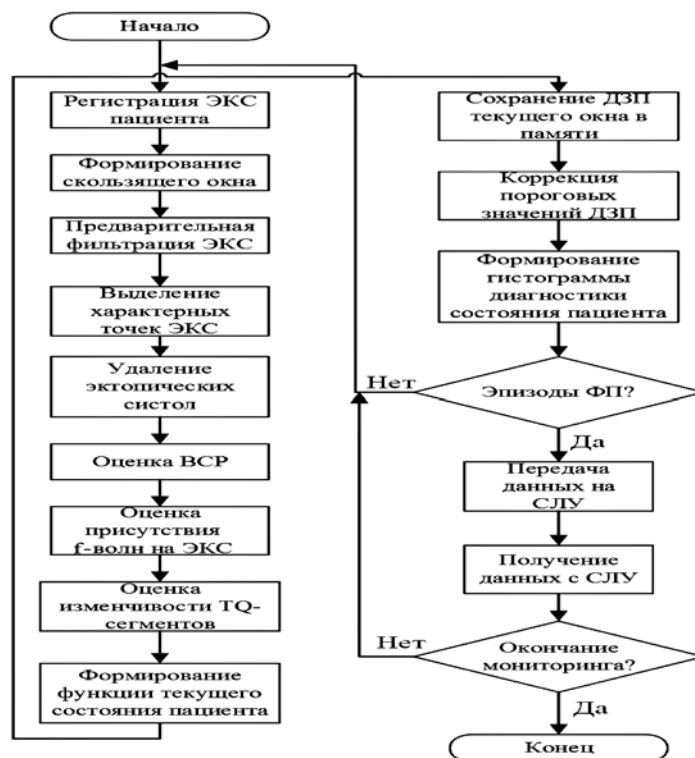 Начало
Регистрация ЭКС
пациента
Формирование
скользящего окна
Предварительная
фильтрация ЭКС
Выделение
характерных
точек ЭКС
Удаление
эктопических
систол
Оценка ВСР
Оценка
присутствия
f-волн на ЭКС
Оценка
изменчивости TQ-
сегментов
Формирование
функции текущего
состояния пациента
Сохранение ДЗП
текущего окна в
памяти
Коррекция
пороговых
значений ДЗП
Формирование
гистограммы
диагностики
состояния пациента
Нет
Эпизоды ФП?
Да
Передача
данных на
СЛУ
Получение
данных с СЛУ
Нет
Окончание
мониторинга?
Да
Конец